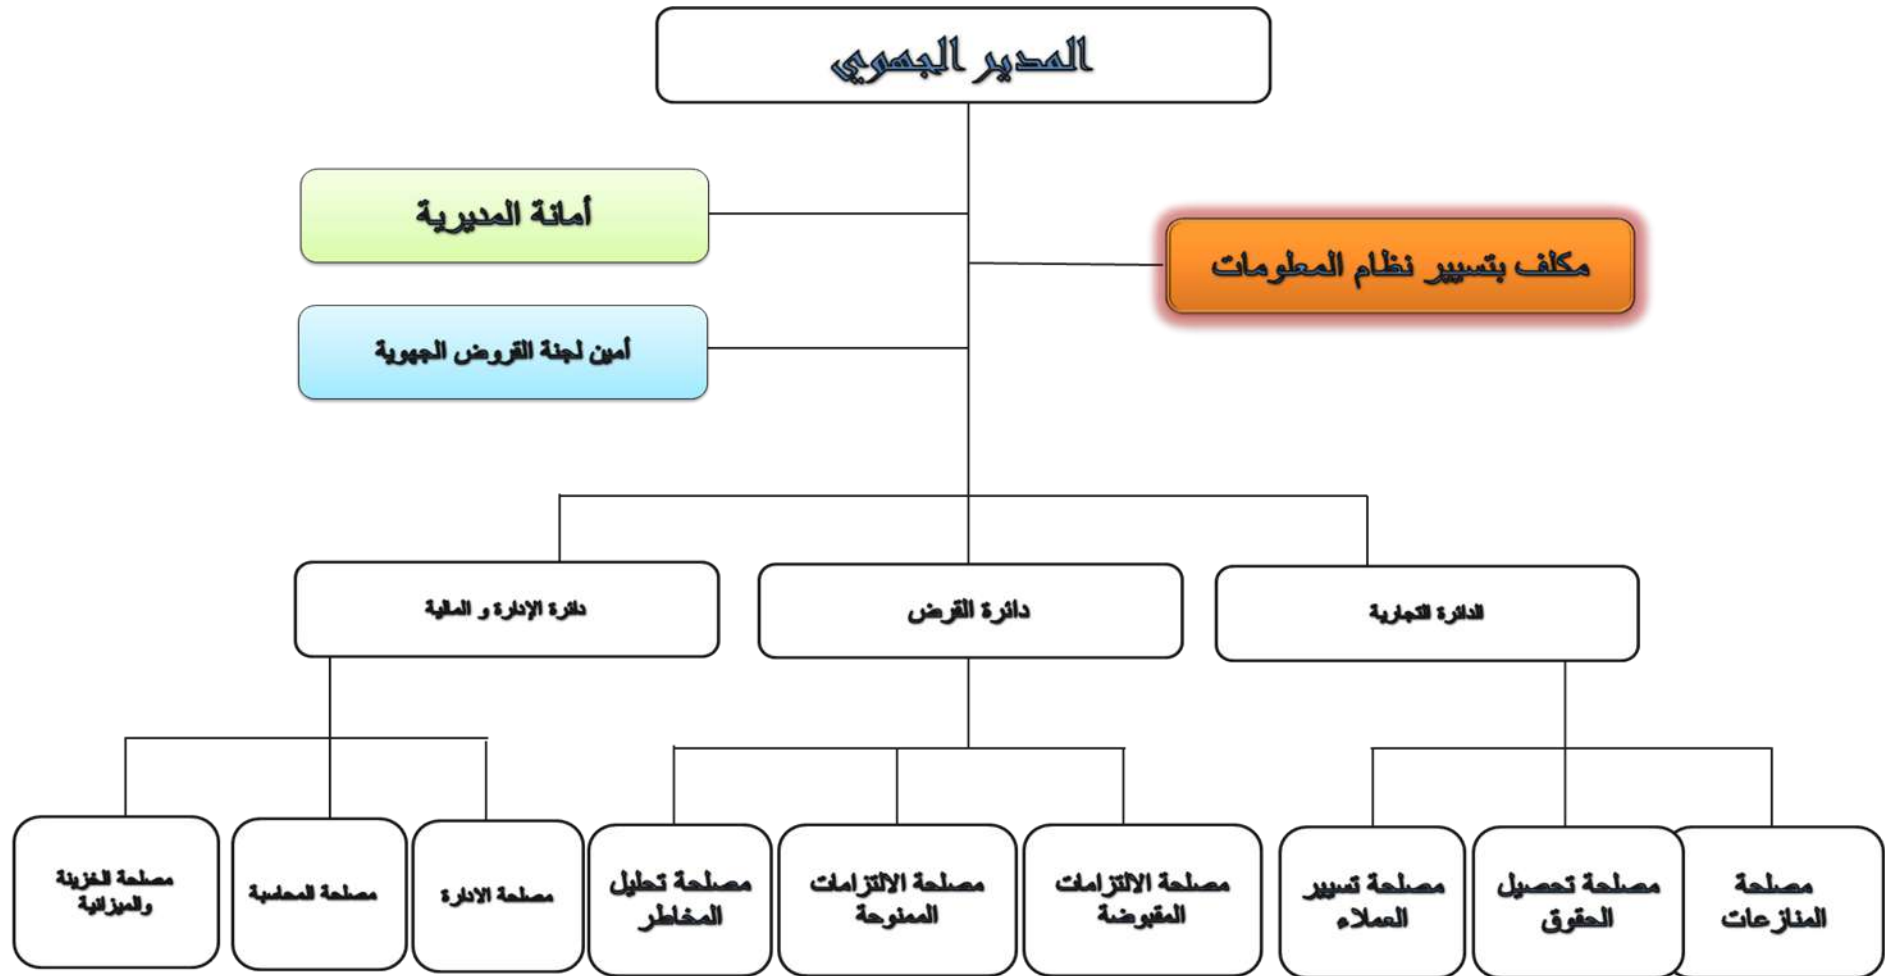 المدير الجهوي
أمانة المديرية
مكلف بتسيير نظام المعلومات
أمين لجنة القروض الجهوية
الدائرة التجارية
دائرة القرض
دائرة الإدارة و المالية
مصلحة
المنازعات
مصلحة تحصيل
الحقوق
مصلحة تسيير
العملاء
مصلحة الالتزامات
المقبوضة
مصلحة الالتزامات
الممنوحة
مصلحة تحليل
المخاطر
مصلحة الادارة
مصلحة المحاسبة
مصلحة الخزينة
والميزانية